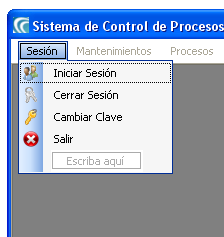 Sistema de Control de Procesos
Sesión Mantenimientos Procesos
Iniciar Sesión
Cerrar Sesión
Cambiar Clave
Salir
Escriba aquí